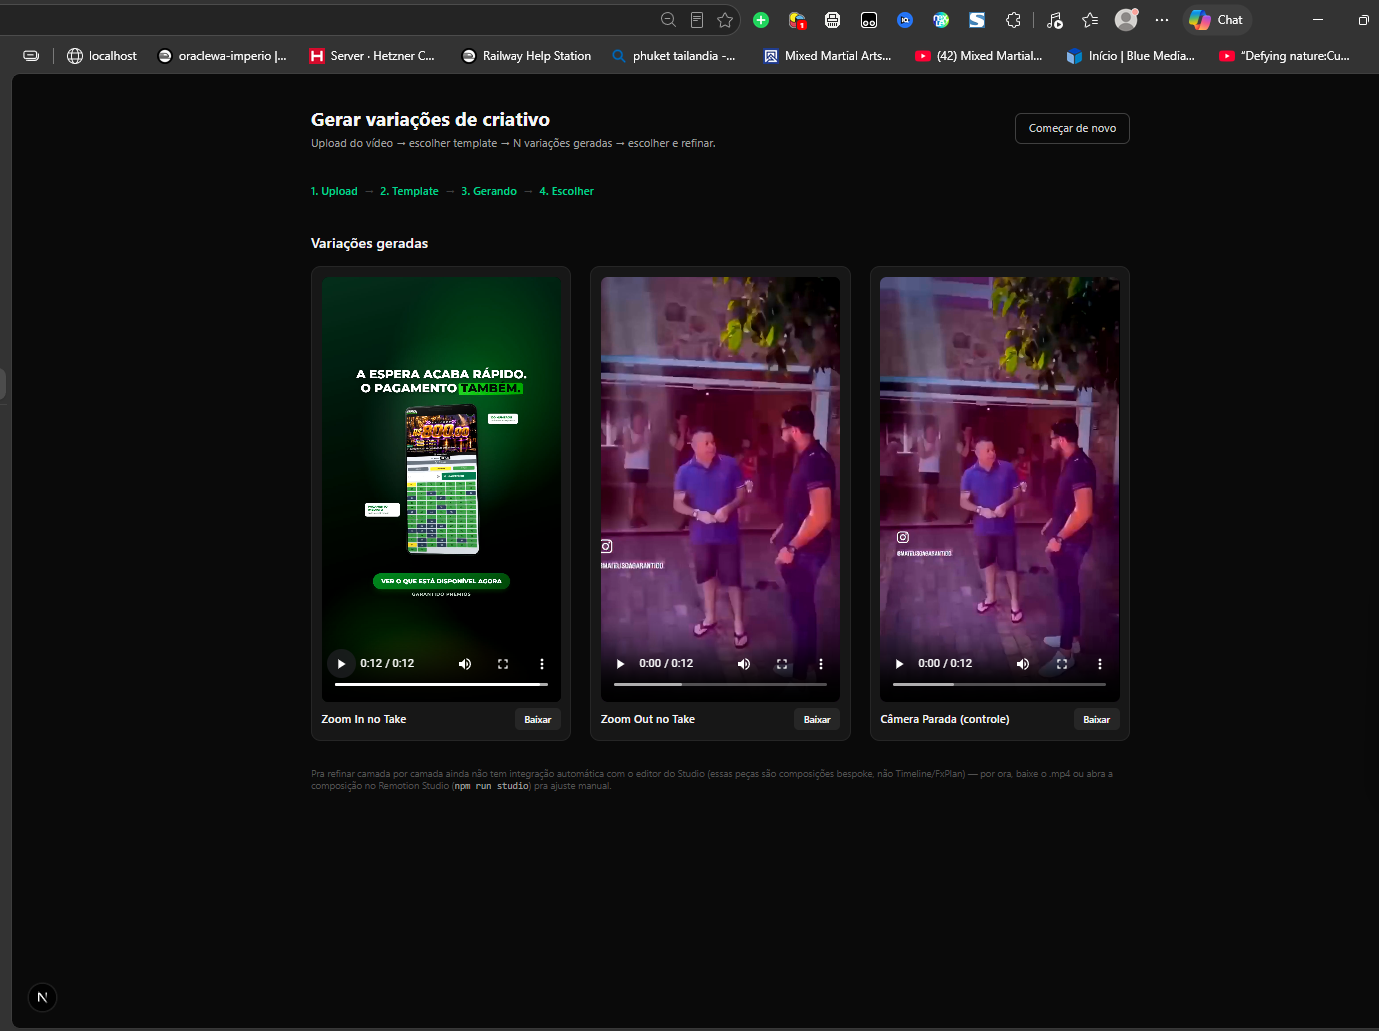 Chat
localhost
oraclewa-imperio |...
Server · Hetzner C...
Railway Help Station
phuket tailandia -...
Mixed Martial Arts...
(42) Mixed Martial...
Início | Blue Media...
"Defying nature:Cu...
Gerar variações de criativo
Upload do vídeo → escolher template → N variações geradas → escolher e refinar.
Começar de novo
1. Upload → 2. Template → 3. Gerando → 4. Escolher
Variações geradas
A ESPERA ACABA RÁPIDO.
O PAGAMENTO TAMBÉM.
VER O QUE ESTÁ DISPONÍVEL AGORA
GARANTIDO PRÊMIOS
0:12 / 0:12
0:00 / 0:12
0:00 / 0:12
Zoom In no Take
Baixar
Zoom Out no Take
Baixar
Câmera Parada (controle)
Baixar
Pra refinar camada por camada ainda não tem integração automática com o editor do Studio (essas peças são composições bespoke, não Timeline/FxPlan) — por ora, baixe o .mp4 ou abra a
composição no Remotion Studio (npm run studio) pra ajuste manual.
N